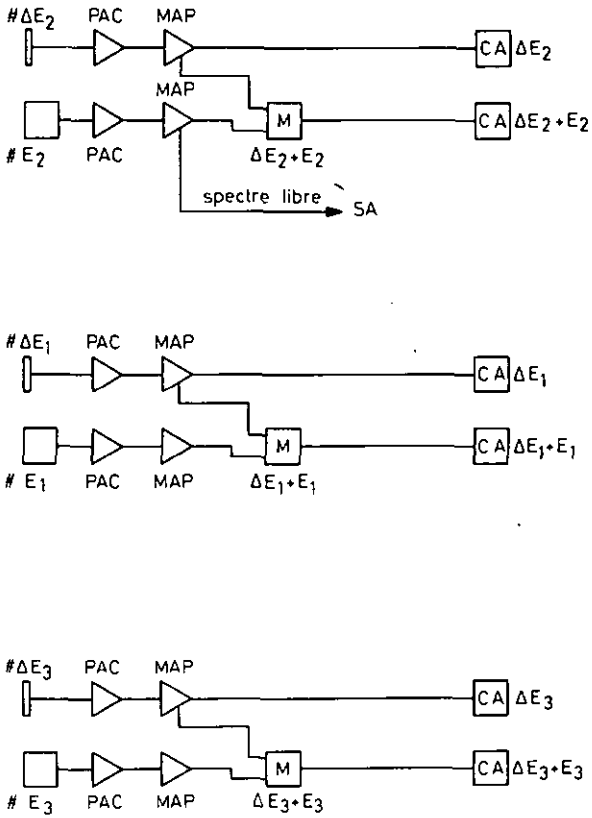 #ΔE2 PAC MAP
CA ΔE2
MAP
M
CA ΔE2+E2
# E2 PAC ΔE2+E2
spectre libre
SA
#ΔE1 PAC MAP
CA ΔE1
M
CA ΔE1+E1
# E1 PAC MAP ΔE1+E1
#ΔE3 PAC MAP
CA ΔE3
M
CA ΔE3+E3
# E3 PAC MAP ΔE3+E3